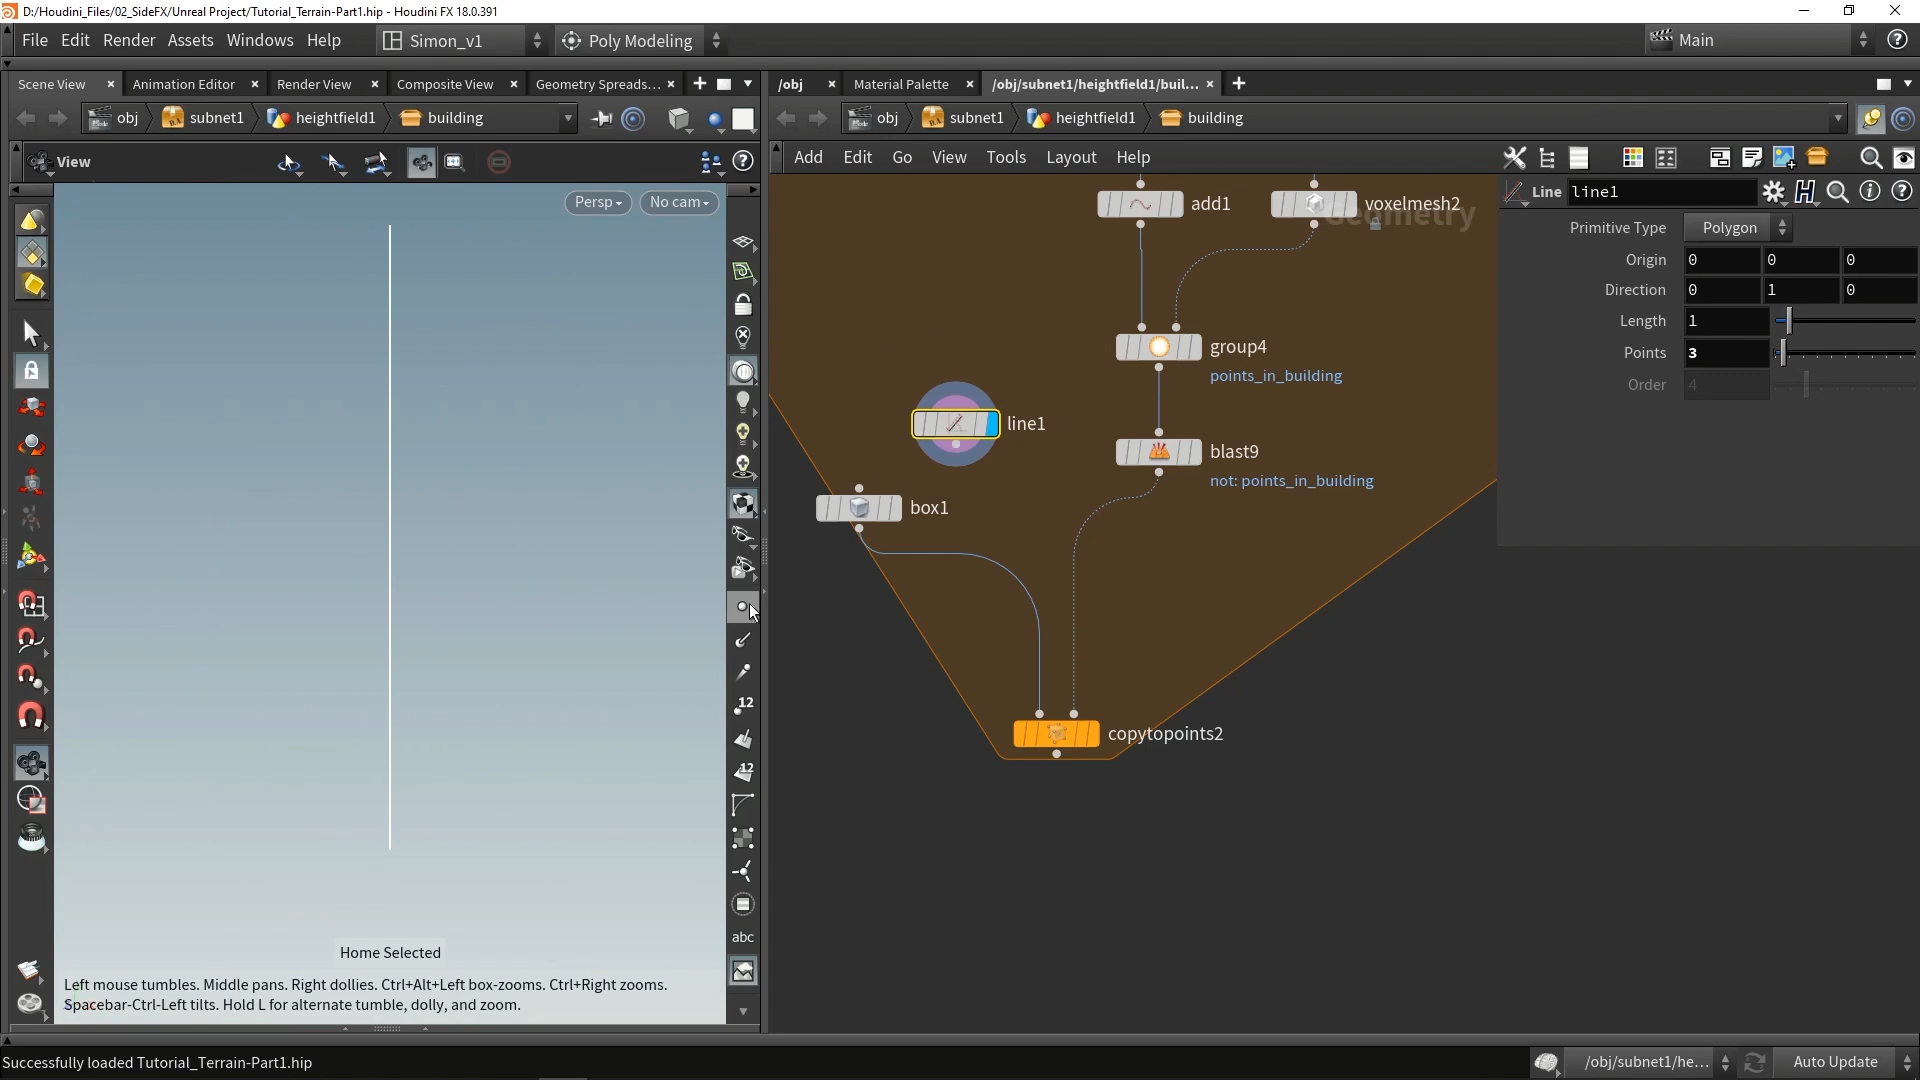 D:/Houdini_Files/02_SideFX/Unreal Project/Tutorial_Terrain-Part1.hip - Houdini FX 18.0.391
File Edit Render Assets Windows Help Simon_v1 Poly Modeling Main
Scene View Animation Editor Render View Composite View Geometry Spreads... /obj Material Palette /obj/subnet1/heightfield1/buil...
obj subnet1 heightfield1 building obj subnet1 heightfield1 building
View Add Edit Go View Tools Layout Help
Persp No cam
Geometry
add1 voxelmesh2
group4
points_in_building
line1
blast9
not: points_in_building
box1
copytopoints2
Line line1
Primitive Type Polygon
Origin 0 0 0
Direction 0 1 0
Length 1
Points 3
Order 4
12
12
abc
Home Selected
Left mouse tumbles. Middle pans. Right dollies. Ctrl+Alt+Left box-zooms. Ctrl+Right zooms.
Spacebar-Ctrl-Left tilts. Hold L for alternate tumble, dolly, and zoom.
Successfully loaded Tutorial_Terrain-Part1.hip /obj/subnet1/he... Auto Update